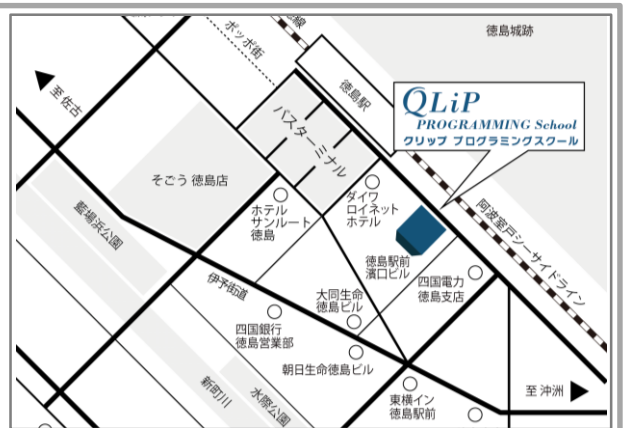 ポッポ街
徳島城跡
至 佐古
徳島駅
QLiP
PROGRAMMING School
クリップ プログラミングスクール
バスターミナル
そごう 徳島店
ホテル
サンルート
徳島
ダイワ
ロイネット
ホテル
阿波室戸シーサイドライン
藍場浜公園
徳島駅前
濱口ビル
四国電力
徳島支店
伊予街道
大同生命
徳島ビル
四国銀行
徳島営業部
朝日生命徳島ビル
新町川
水際公園
東横イン
徳島駅前
至 沖洲